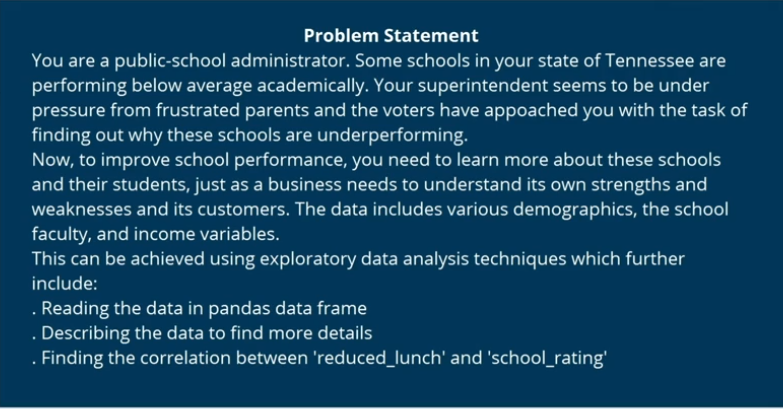 Problem Statement
You are a public-school administrator. Some schools in your state of Tennessee are
performing below average academically. Your superintendent seems to be under
pressure from frustrated parents and the voters have appoached you with the task of
finding out why these schools are underperforming.
Now, to improve school performance, you need to learn more about these schools
and their students, just as a business needs to understand its own strengths and
weaknesses and its customers. The data includes various demographics, the school
faculty, and income variables.
This can be achieved using exploratory data analysis techniques which further
include:
. Reading the data in pandas data frame
. Describing the data to find more details
. Finding the correlation between 'reduced_lunch' and 'school_rating'